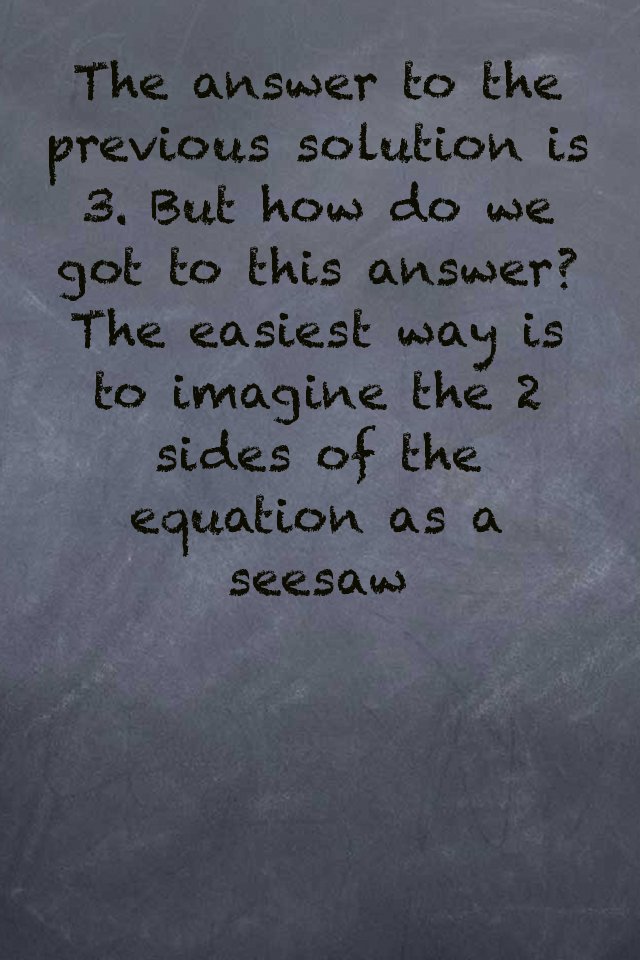 The answer to the
previous solution is
3. But how do we
got to this answer?
The easiest way is
to imagine the 2
sides of the
equation as a
seesaw